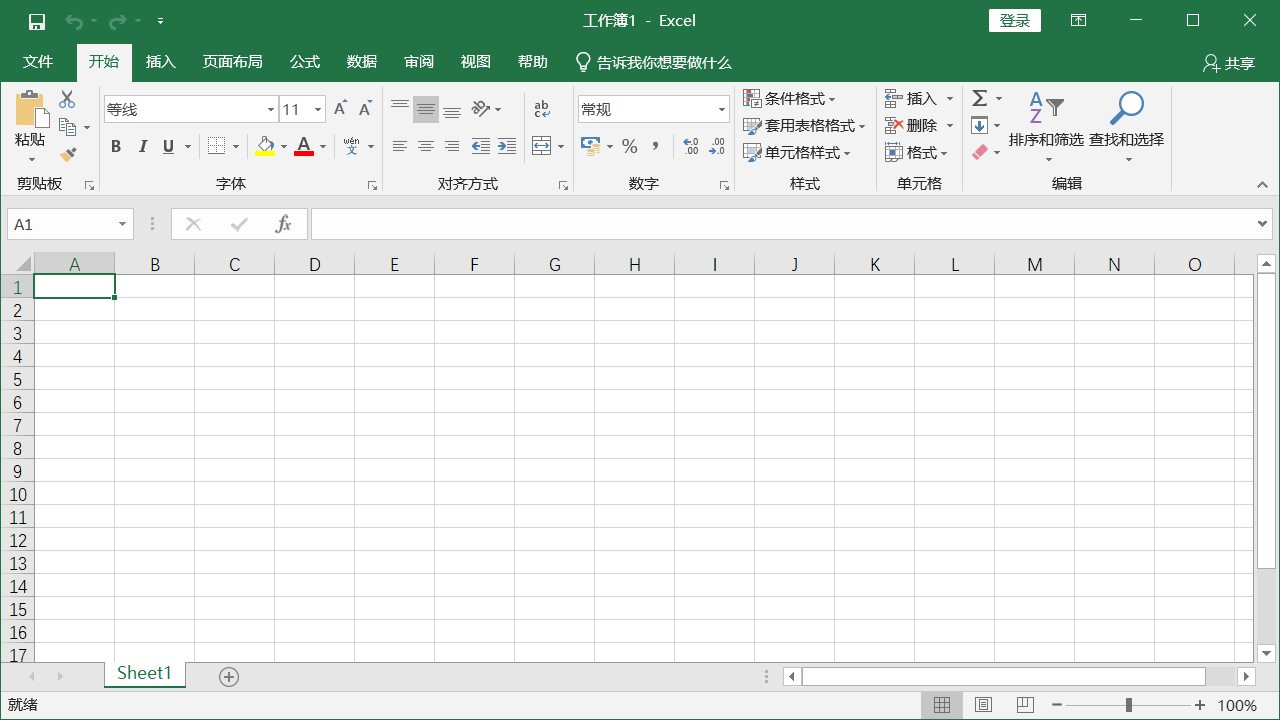 工作簿1 - Excel
登录
文件 开始 插入 页面布局 公式 数据 审阅 视图 帮助 告诉我你想要做什么 共享
粘贴
剪贴板
等线 11
B I U A wén 文
字体
ab c
对齐方式
常规
% , .00 .0
数字
条件格式
套用表格格式
单元格样式
样式
插入
删除
格式
单元格
Σ
排序和筛选 查找和选择
编辑
A1 fx
A B C D E F G H I J K L M N O
1
2
3
4
5
6
7
8
9
10
11
12
13
14
15
16
17
Sheet1
就绪 100%